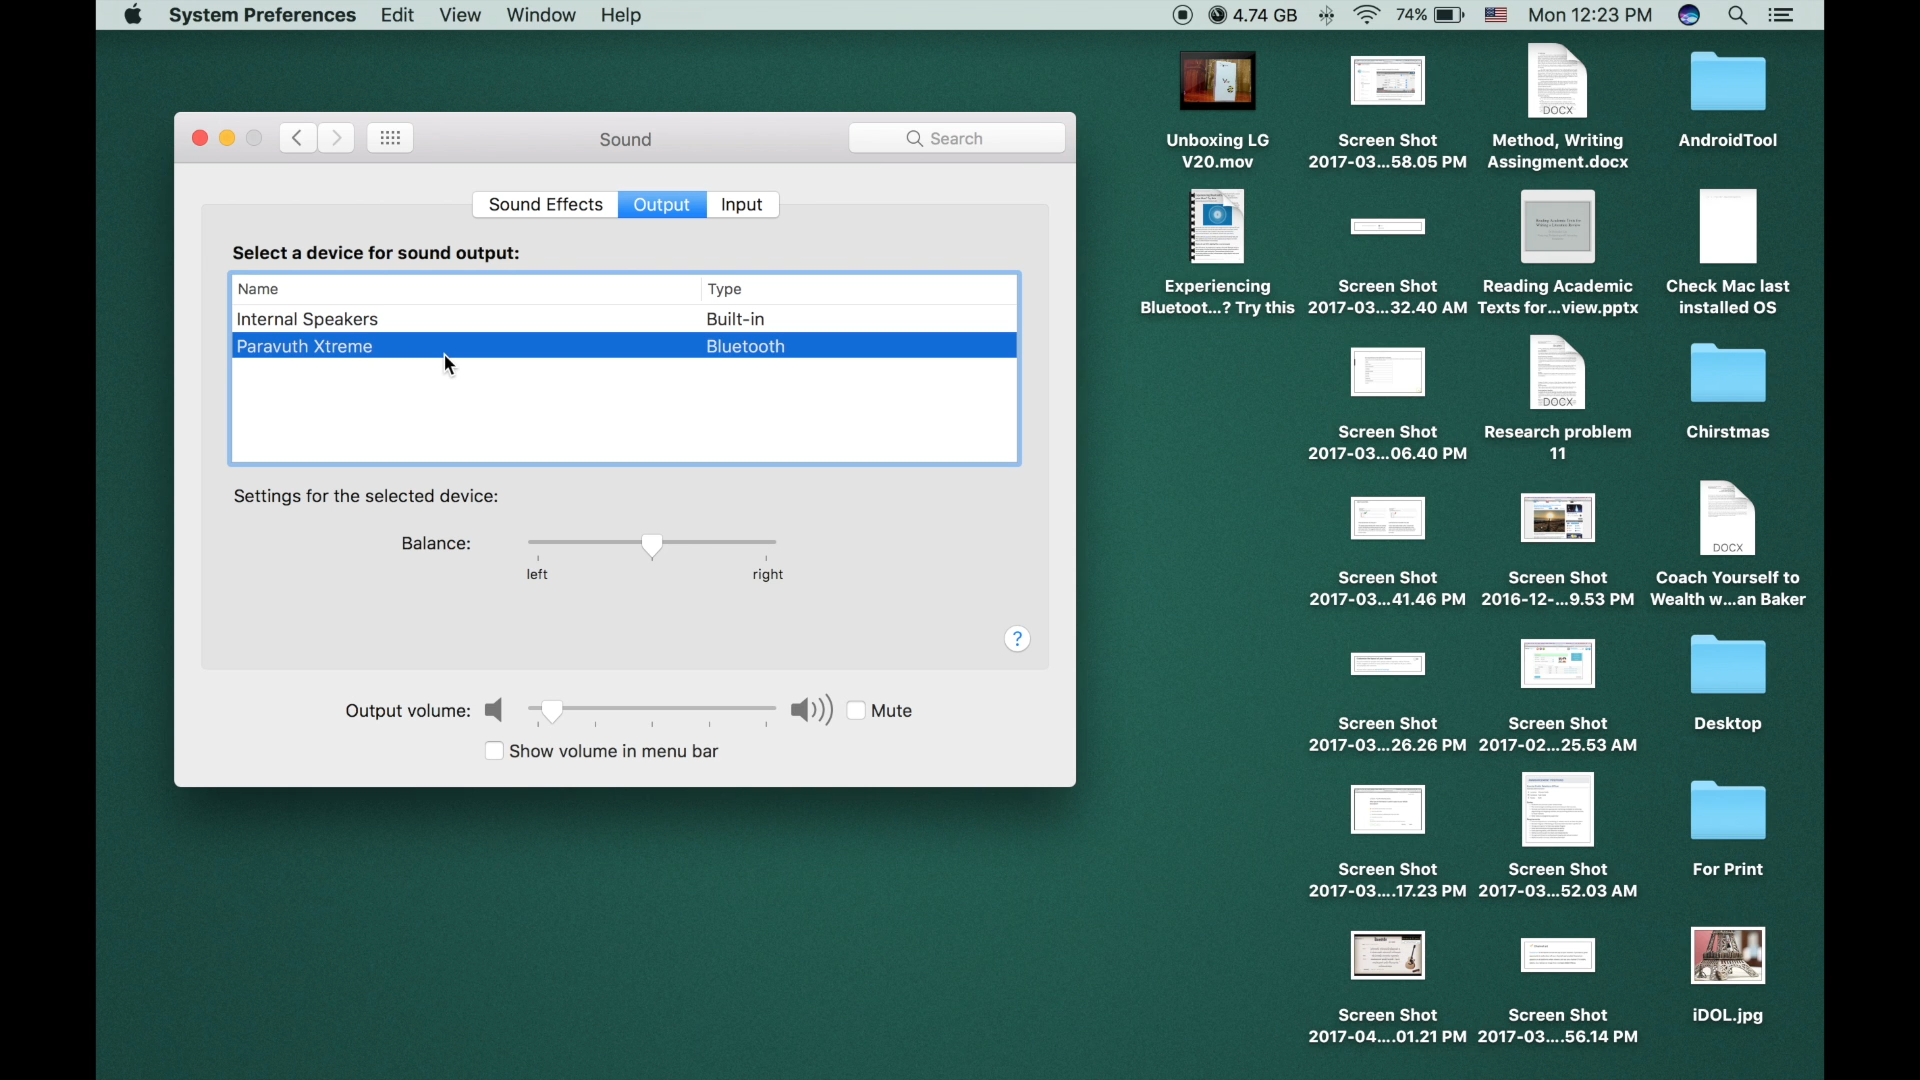 System Preferences Edit View Window Help 4.74 GB 74% Mon 12:23 PM
Sound
Search
Sound Effects Output Input
Select a device for sound output:
Name Type
Internal Speakers Built-in
Paravuth Xtreme Bluetooth
Settings for the selected device:
Balance:
left right
?
Output volume: Mute
Show volume in menu bar
Unboxing LG
V20.mov
Screen Shot
2017-03...58.05 PM
DOCX
Method, Writing
Assingment.docx
AndroidTool
Experiencing
Bluetoot...? Try this
Screen Shot
2017-03...32.40 AM
Reading Academic
Texts for...view.pptx
Check Mac last
installed OS
Screen Shot
2017-03...06.40 PM
DOCX
Research problem
11
Chirstmas
Screen Shot
2017-03...41.46 PM
Screen Shot
2016-12-...9.53 PM
DOCX
Coach Yourself to
Wealth w...an Baker
Screen Shot
2017-03...26.26 PM
Screen Shot
2017-02...25.53 AM
Desktop
Screen Shot
2017-03....17.23 PM
Screen Shot
2017-03...52.03 AM
For Print
Screen Shot
2017-04....01.21 PM
Screen Shot
2017-03....56.14 PM
iDOL.jpg